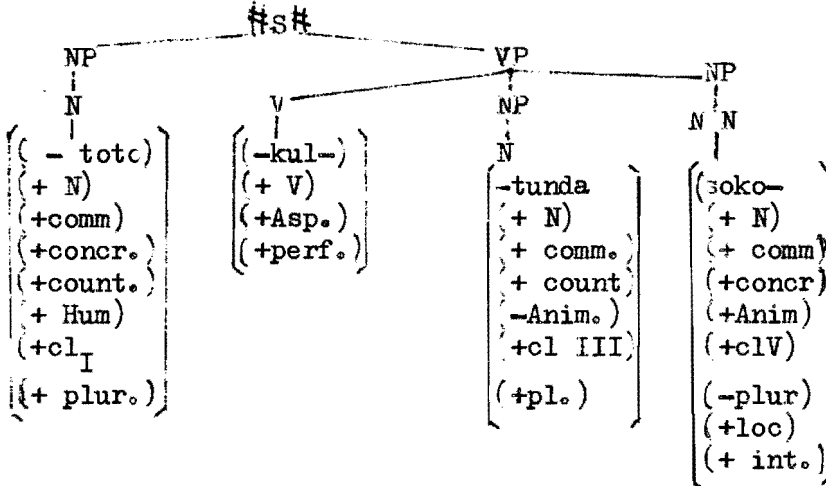 #S#
NP VP NP
N V NP N N
N
( - toto) (-kul-) -tunda (soko-
(+ N) (+ V) (+ N) (+ N)
(+comm) (+Asp.) (+ comm. (+ comm)
(+concr.) (+perf.) (+ count) (+concr)
(+count.) (-Anim.) (+Anim)
(+ Hum) (+cl III) (+clV)
(+cl I
(+ plur.) (+pl.) (-plur)
(+loc)
(+ int.)